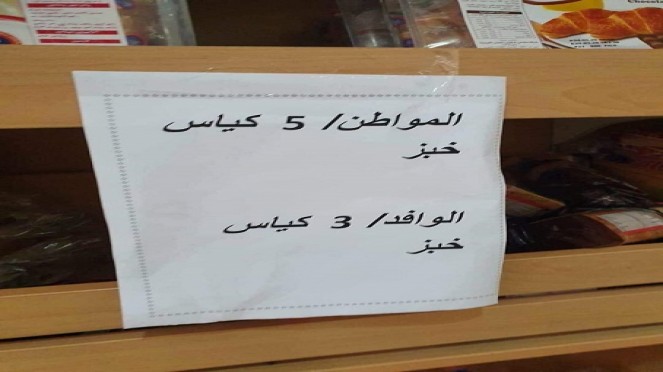 المواطن/ 5 كياس
خبز
الوافد/ 3 كياس
خبز